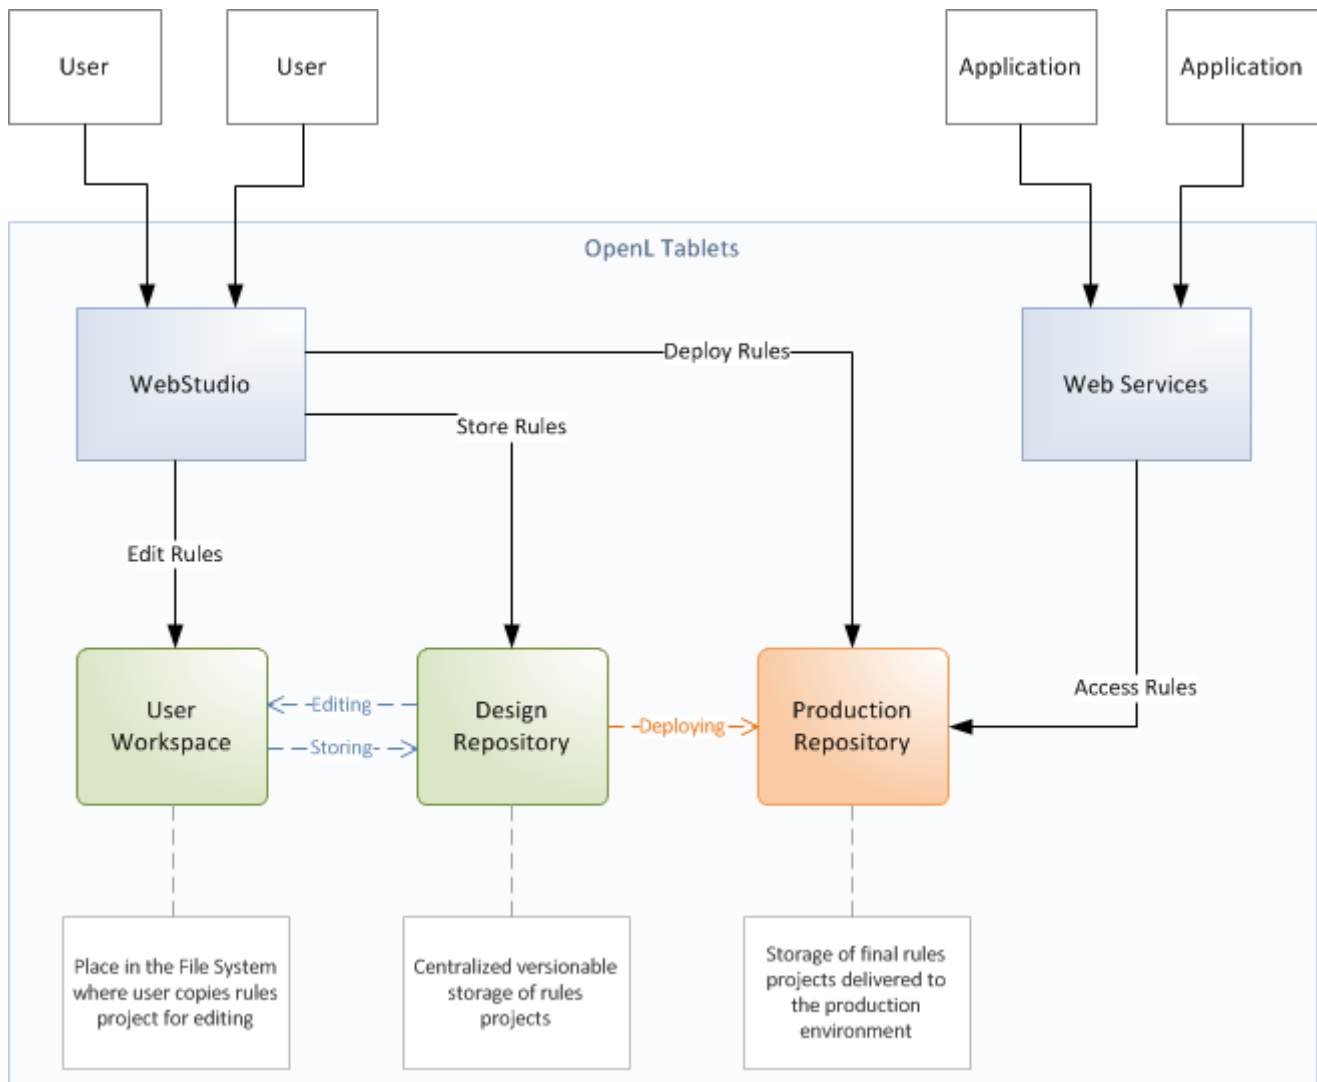 User
User
Application
Application
OpenL Tablets
WebStudio
Deploy Rules
Web Services
Store Rules
Edit Rules
Access Rules
User
Workspace
Editing
Storing
Design
Repository
Deploying
Production
Repository
Place in the File System
where user copies rules
project for editing
Centralized versionable
storage of rules
projects
Storage of final rules
projects delivered to
the production
environment